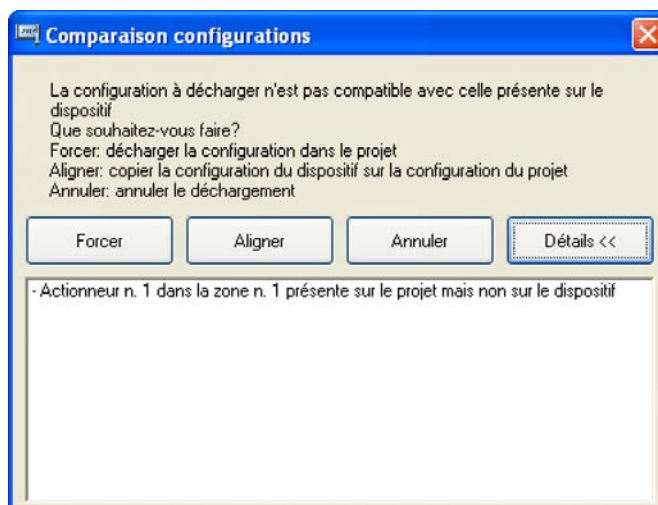 Comparaison configurations
La configuration à décharger n'est pas compatible avec celle présente sur le
dispositif
Que souhaitez-vous faire?
Forcer: décharger la configuration dans le projet
Aligner: copier la configuration du dispositif sur la configuration du projet
Annuler: annuler le déchargement
Forcer Aligner Annuler Détails <<
- Actionneur n. 1 dans la zone n. 1 présente sur le projet mais non sur le dispositif